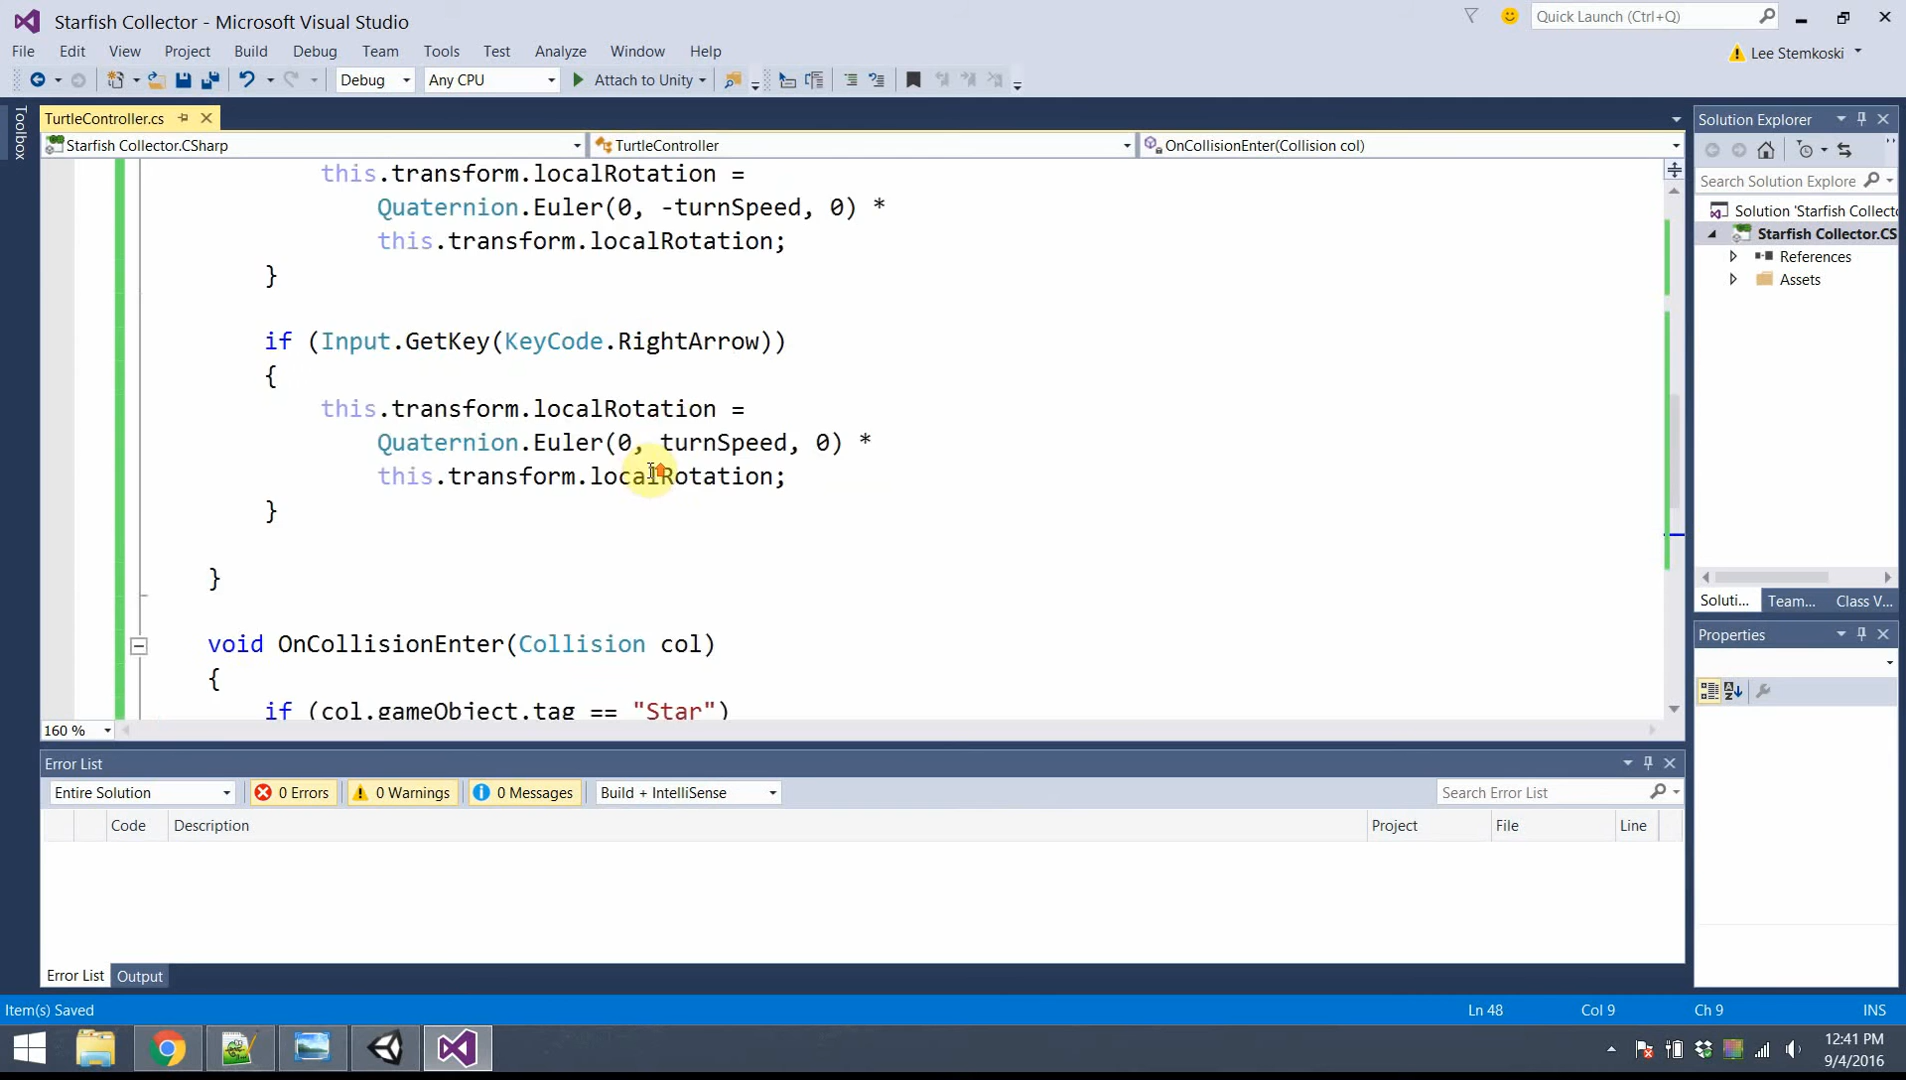 Starfish Collector - Microsoft Visual Studio
Quick Launch (Ctrl+Q)
File Edit View Project Build Debug Team Tools Test Analyze Window Help
Lee Stemkoski
Debug Any CPU Attach to Unity
Toolbox
TurtleController.cs
Starfish Collector.CSharp TurtleController OnCollisionEnter(Collision col)
this.transform.localRotation =
Quaternion.Euler(0, -turnSpeed, 0) *
this.transform.localRotation;
}
if (Input.GetKey(KeyCode.RightArrow))
{
this.transform.localRotation =
Quaternion.Euler(0, turnSpeed, 0) *
this.transform.localRotation;
}
}
void OnCollisionEnter(Collision col)
{
if (col.gameObject.tag == "Star")
160 %
Solution Explorer
Search Solution Explore
Solution 'Starfish Collecto
Starfish Collector.CS
References
Assets
Soluti... Team... Class V...
Properties
Error List
Entire Solution 0 Errors 0 Warnings 0 Messages Build + IntelliSense Search Error List
Code Description Project File Line
Error List Output
Item(s) Saved Ln 48 Col 9 Ch 9 INS
12:41 PM
9/4/2016